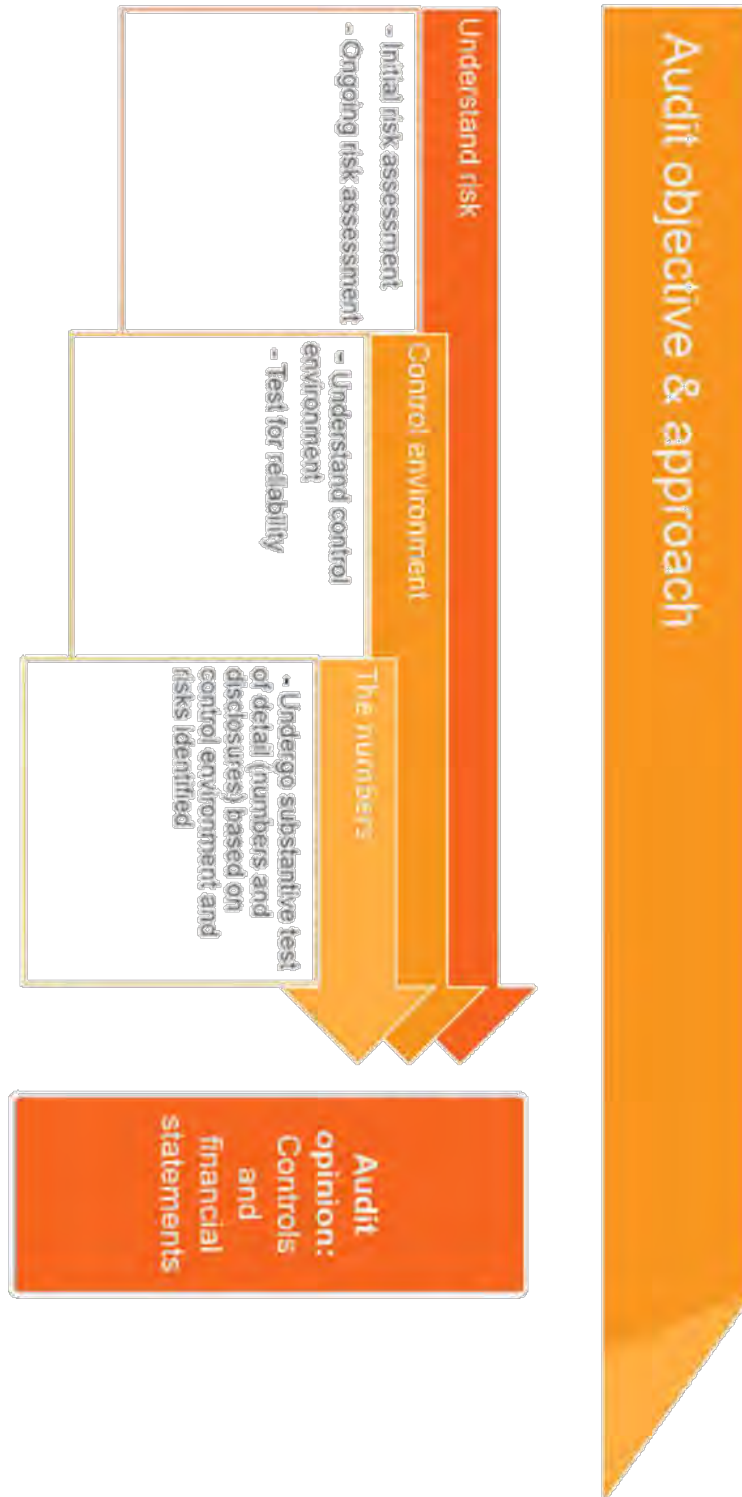 Audit objective & approach
Understand risk
- Initial risk assessment
- Ongoing risk assessment
Control environment
- Understand control
environment
- Test for reliability
The numbers
- Undergo substantive test
of detail (numbers and
disclosures) based on
control environment and
risks identified
Audit
opinion:
Controls
and
financial
statements